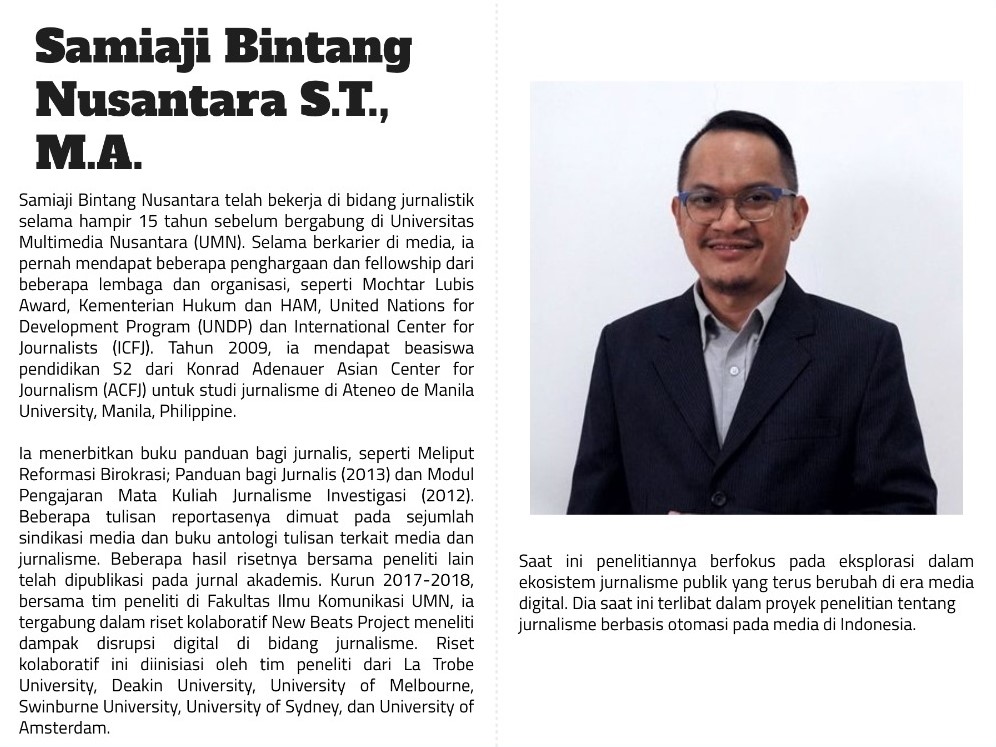 Samiaji Bintang
Nusantara S.T.,
M.A.
Samiaji Bintang Nusantara telah bekerja di bidang jurnalistik
selama hampir 15 tahun sebelum bergabung di Universitas
Multimedia Nusantara (UMN). Selama berkarier di media, ia
pernah mendapat beberapa penghargaan dan fellowship dari
beberapa lembaga dan organisasi, seperti Mochtar Lubis
Award, Kementerian Hukum dan HAM, United Nations for
Development Program (UNDP) dan International Center for
Journalists (ICFJ). Tahun 2009, ia mendapat beasiswa
pendidikan S2 dari Konrad Adenauer Asian Center for
Journalism (ACFJ) untuk studi jurnalisme di Ateneo de Manila
University, Manila, Philippine.
Ia menerbitkan buku panduan bagi jurnalis, seperti Meliput
Reformasi Birokrasi; Panduan bagi Jurnalis (2013) dan Modul
Pengajaran Mata Kuliah Jurnalisme Investigasi (2012).
Beberapa tulisan reportasenya dimuat pada sejumlah
sindikasi media dan buku antologi tulisan terkait media dan
jurnalisme. Beberapa hasil risetnya bersama peneliti lain
telah dipublikasi pada jurnal akademis. Kurun 2017-2018,
bersama tim peneliti di Fakultas Ilmu Komunikasi UMN, ia
tergabung dalam riset kolaboratif New Beats Project meneliti
dampak disrupsi digital di bidang jurnalisme. Riset
kolaboratif ini diinisiasi oleh tim peneliti dari La Trobe
University, Deakin University, University of Melbourne,
Swinburne University, University of Sydney, dan University of
Amsterdam.
Saat ini penelitiannya berfokus pada eksplorasi dalam
ekosistem jurnalisme publik yang terus berubah di era media
digital. Dia saat ini terlibat dalam proyek penelitian tentang
jurnalisme berbasis otomasi pada media di Indonesia.